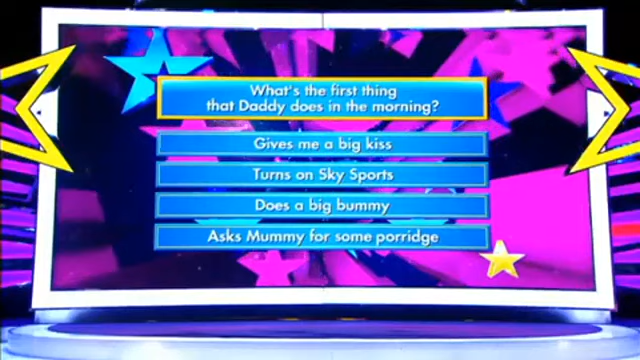 What's the first thing
that Daddy does in the morning?
Gives me a big kiss
Turns on Sky Sports
Does a big bummy
Asks Mummy for some porridge